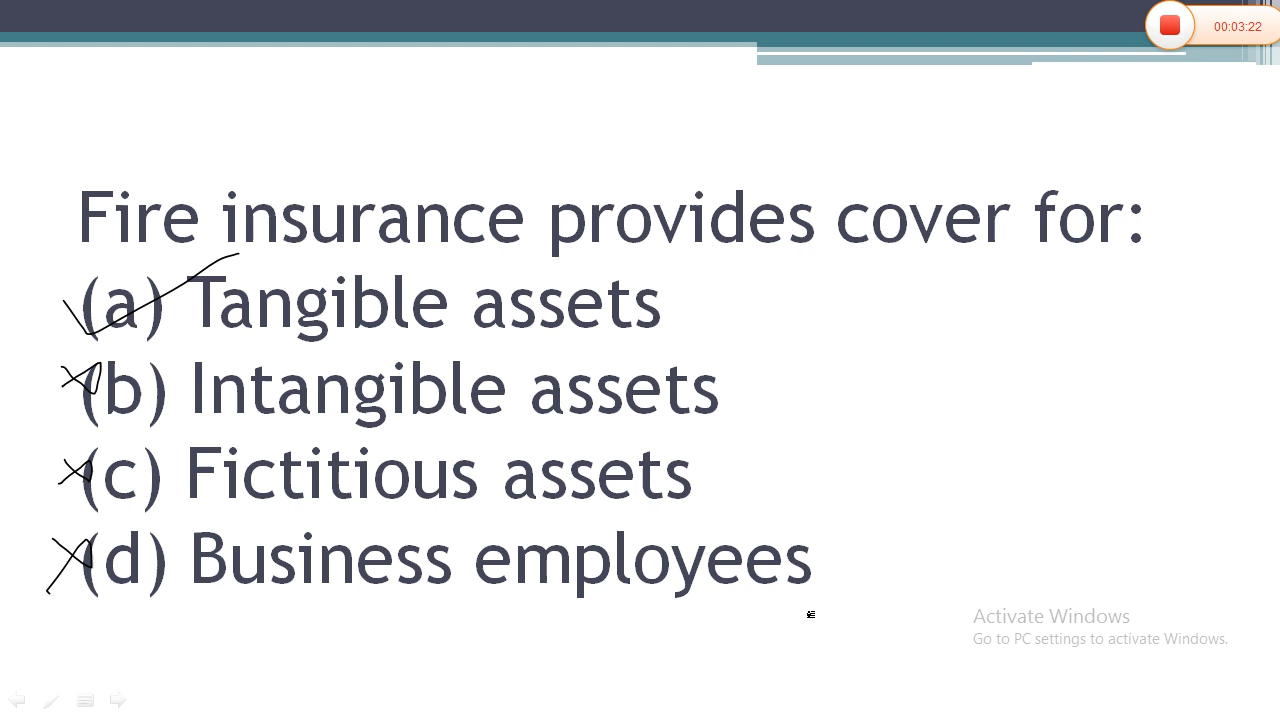 00:03:22
Fire insurance provides cover for:
(a) Tangible assets
(b) Intangible assets
(c) Fictitious assets
(d) Business employees
Activate Windows
Go to PC settings to activate Windows.